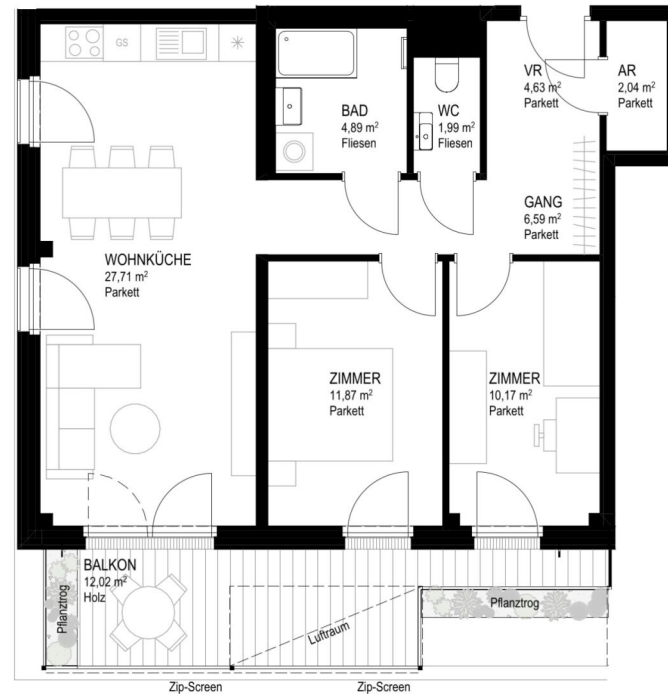 GS
BAD
4,89 m²
Fliesen
WC
1,99 m²
Fliesen
VR
4,63 m²
Parkett
AR
2,04 m²
Parkett
GANG
6,59 m²
Parkett
WOHNKÜCHE
27,71 m²
Parkett
ZIMMER
11,87 m²
Parkett
ZIMMER
10,17 m²
Parkett
BALKON
12,02 m²
Holz
Pflanztrog
Pflanztrog
Luftraum
Zip-Screen
Zip-Screen